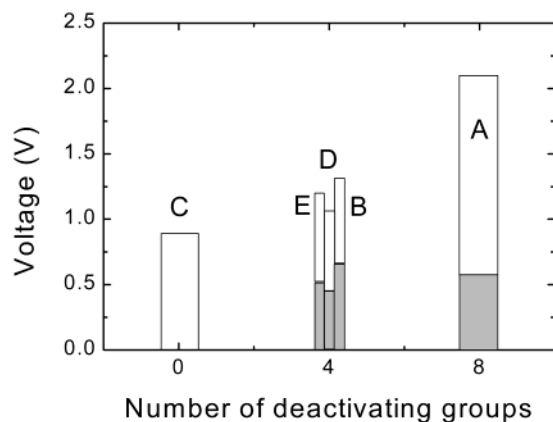 2.5
2.0
1.5
1.0
0.5
0.0
Voltage (V)
C
E
D
B
A
0
4
8
Number of deactivating groups